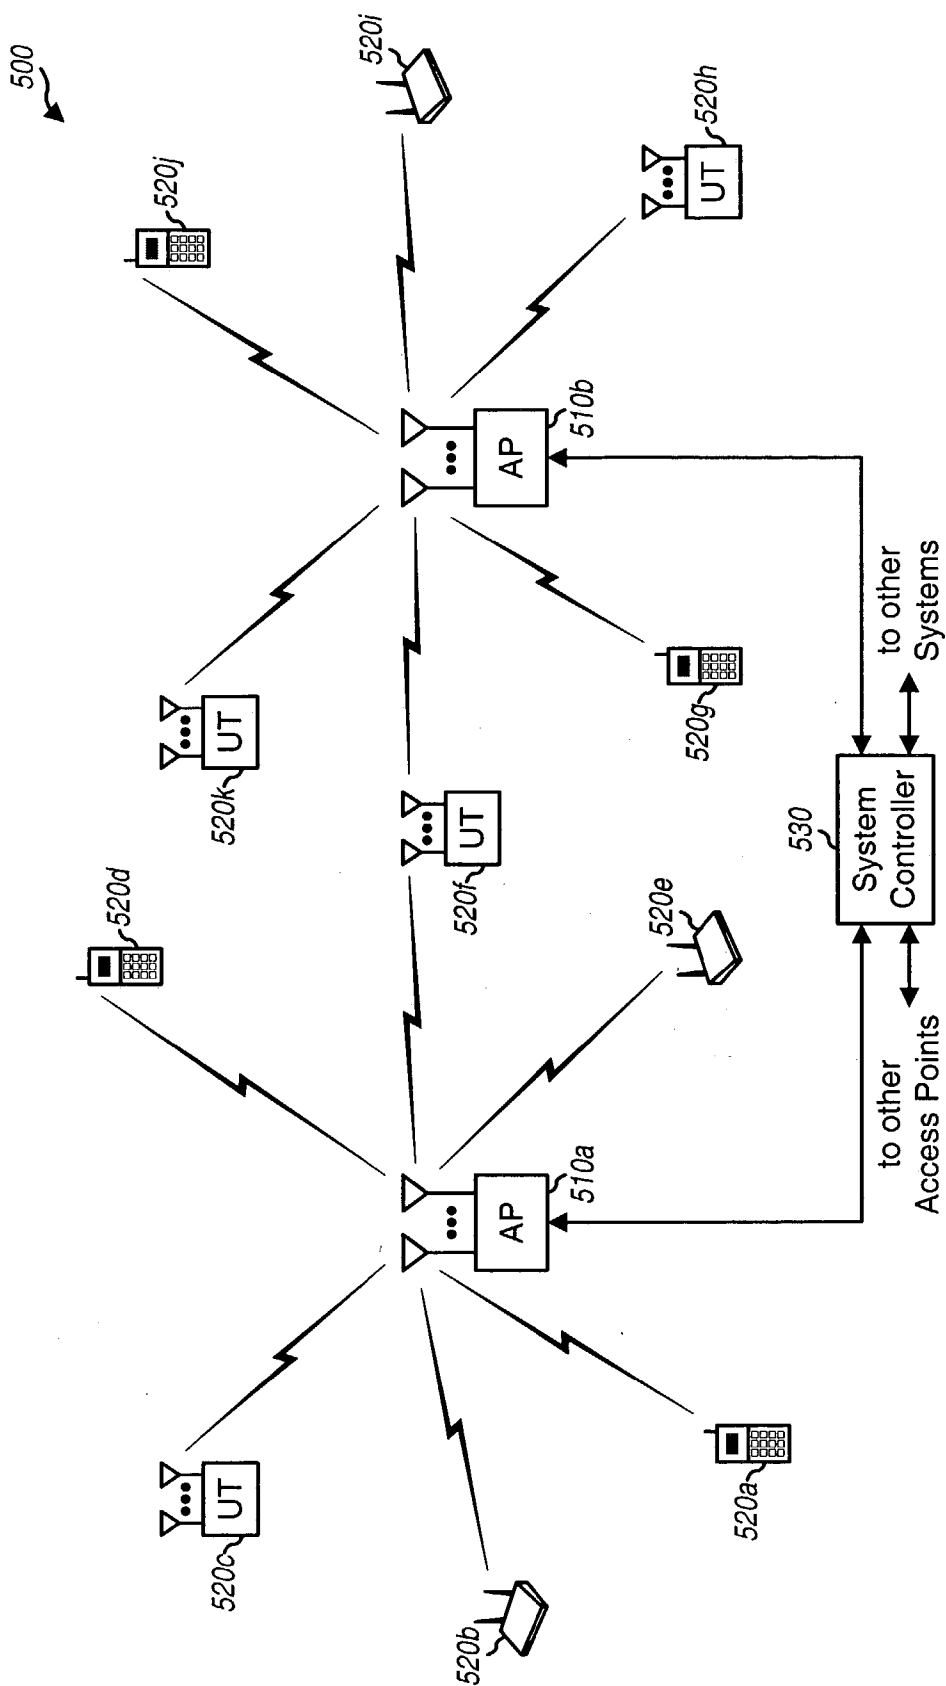 500
520d
520j
520c
UT
520k
UT
520i
520b
520f
UT
AP
510a
AP
510b
520e
520g
520h
UT
520a
530
System
Controller
to other
Access Points
to other
Systems